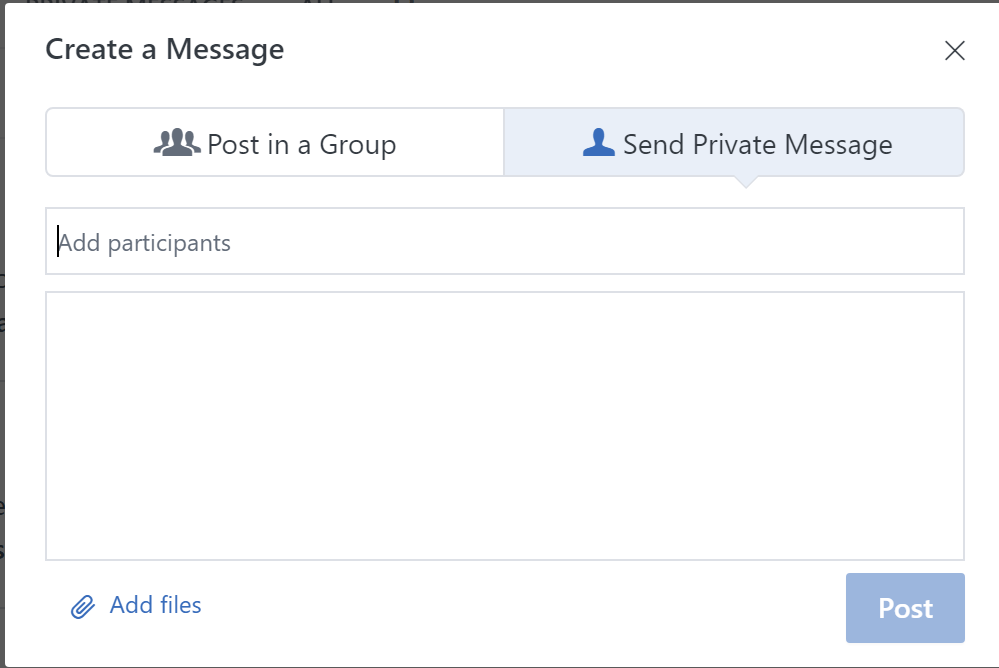 Create a Message
Post in a Group
Send Private Message
Add participants
Add files
Post